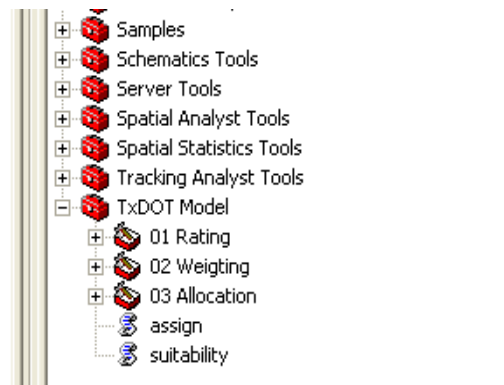 Samples
Schematics Tools
Server Tools
Spatial Analyst Tools
Spatial Statistics Tools
Tracking Analyst Tools
TxDOT Model
01 Rating
02 Weigting
03 Allocation
assign
suitability